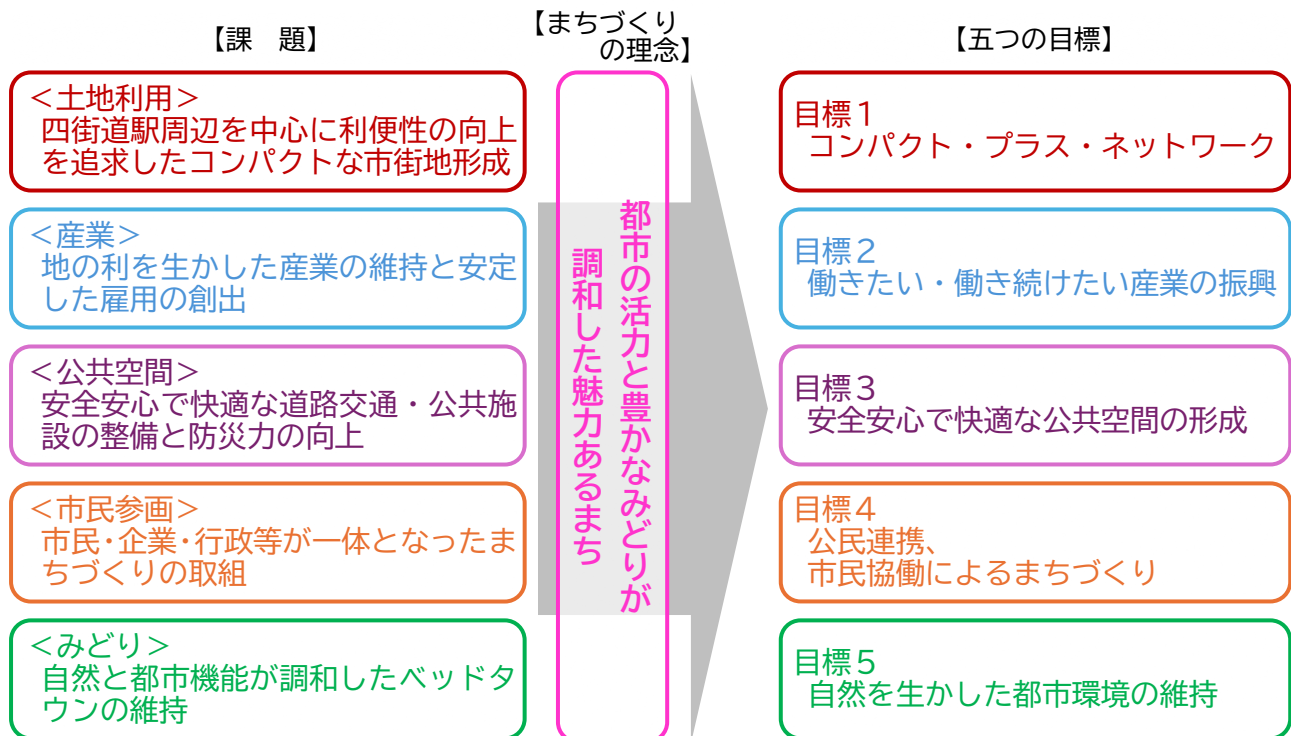 【課　題】
＜土地利用＞
四街道駅周辺を中心に利便性の向上
を追求したコンパクトな市街地形成
＜産業＞
地の利を生かした産業の維持と安定
した雇用の創出
＜公共空間＞
安全安心で快適な道路交通・公共施
設の整備と防災力の向上
＜市民参画＞
市民・企業・行政等が一体となったま
ちづくりの取組
＜みどり＞
自然と都市機能が調和したベッドタ
ウンの維持
【まちづくり
の理念】
都市の活力と豊かなみどりが
調和した魅力あるまち
【五つの目標】
目標１
コンパクト・プラス・ネットワーク
目標２
働きたい・働き続けたい産業の振興
目標３
安全安心で快適な公共空間の形成
目標４
公民連携、
市民協働によるまちづくり
目標５
自然を生かした都市環境の維持